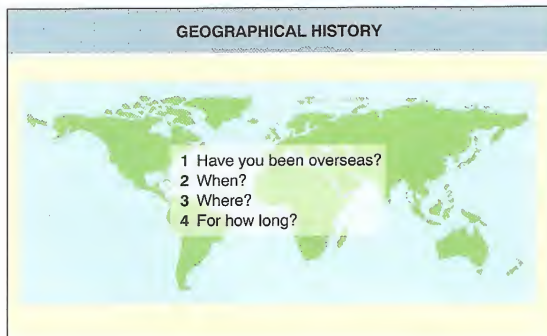 GEOGRAPHICAL HISTORY
1 Have you been overseas?
2 When?
3 Where?
4 For how long?